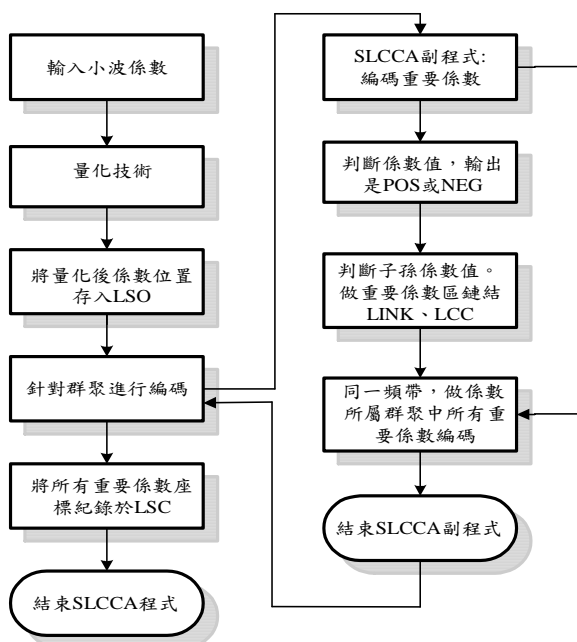 輸入小波係數
量化技術
將量化後係數位置
存入LSO
針對群聚進行編碼
將所有重要係數座
標紀錄於LSC
結束SLCCA程式
SLCCA副程式:
編碼重要係數
判斷係數值，輸出
是POS或NEG
判斷子孫係數值。
做重要係數區鏈結
LINK、LCC
同一頻帶，做係數
所屬群聚中所有重
要係數編碼
結束SLCCA副程式